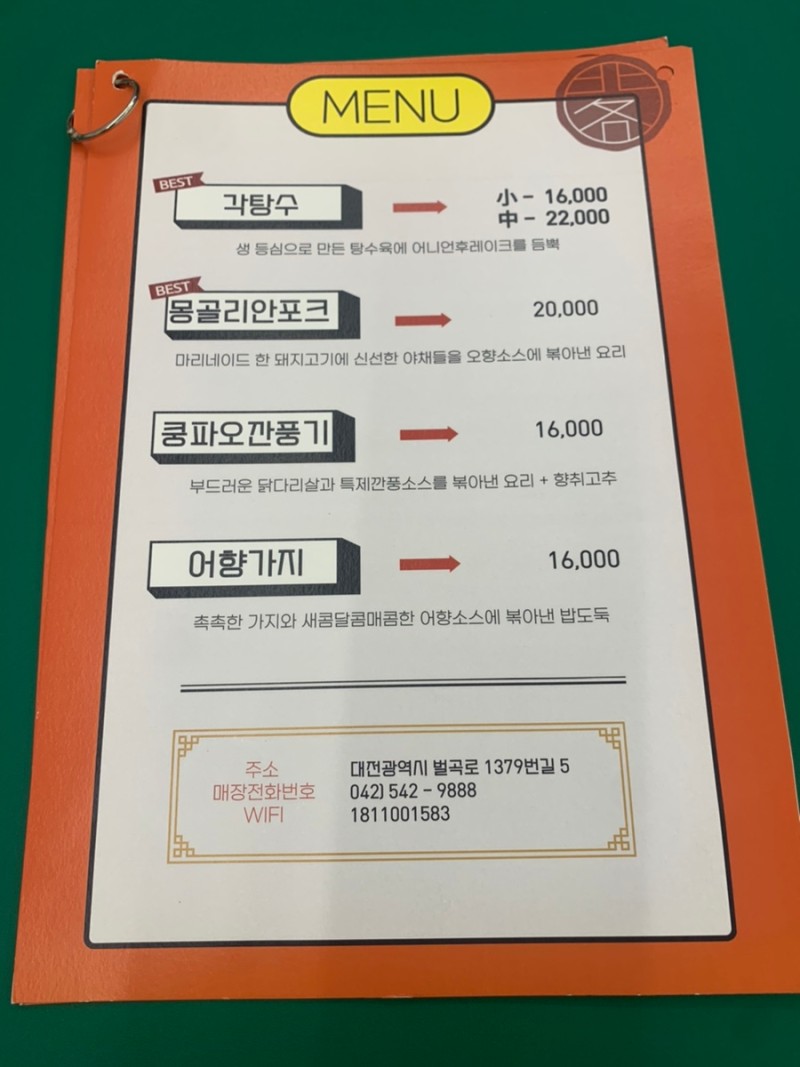 MENU
BEST
각탕수
小 - 16,000
中 - 22,000
생 등심으로 만든 탕수육에 어니언후레이크를 듬뿍
BEST
몽골리안포크
20,000
마리네이드 한 돼지고기에 신선한 야채들을 오향소스에 볶아낸 요리
쿵파오깐풍기
16,000
부드러운 닭다리살과 특제깐풍소스를 볶아낸 요리 + 향취고추
어향가지
16,000
촉촉한 가지와 새콤달콤매콤한 어향소스에 볶아낸 밥도둑
주소 대전광역시 벌곡로 1379번길 5
매장전화번호 042) 542 - 9888
WIFI 1811001583